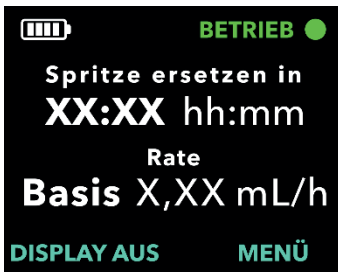 BETRIEB
Spritze ersetzen in
XX:XX hh:mm
Rate
Basis X,XX mL/h
DISPLAY AUS MENÜ